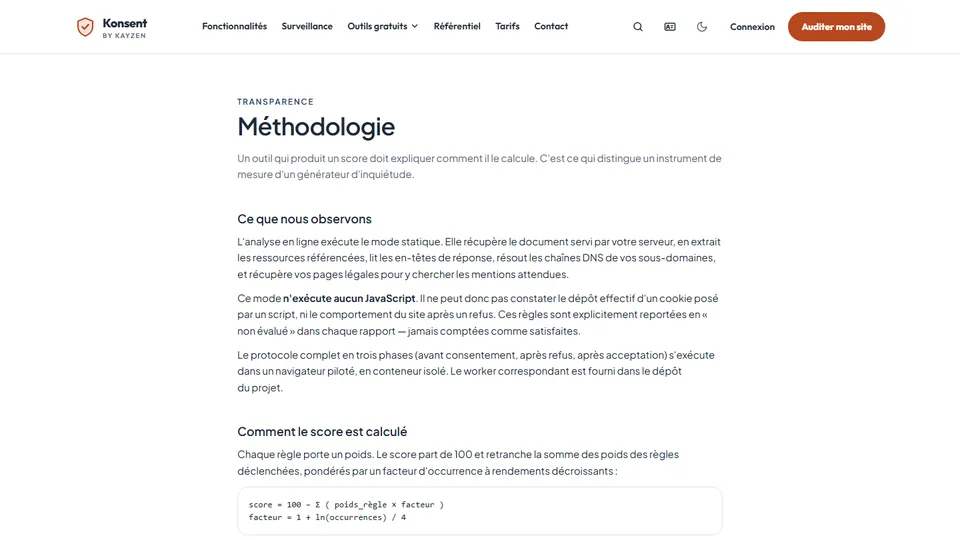 Konsent
BY KAYZEN
Fonctionnalités
Surveillance
Outils gratuits
Référentiel
Tarifs
Contact
Connexion
Auditer mon site
TRANSPARENCE
Méthodologie
Un outil qui produit un score doit expliquer comment il le calcule. C'est ce qui distingue un instrument de
mesure d'un générateur d'inquiétude.
Ce que nous observons
L'analyse en ligne exécute le mode statique. Elle récupère le document servi par votre serveur, en extrait
les ressources référencées, lit les en-têtes de réponse, résout les chaînes DNS de vos sous-domaines,
et récupère vos pages légales pour y chercher les mentions attendues.
Ce mode n'exécute aucun JavaScript. Il ne peut donc pas constater le dépôt effectif d'un cookie posé
par un script, ni le comportement du site après un refus. Ces règles sont explicitement reportées en «
non évalué » dans chaque rapport — jamais comptées comme satisfaites.
Le protocole complet en trois phases (avant consentement, après refus, après acceptation) s'exécute
dans un navigateur piloté, en conteneur isolé. Le worker correspondant est fourni dans le dépôt
du projet.
Comment le score est calculé
Chaque règle porte un poids. Le score part de 100 et retranche la somme des poids des règles
déclenchées, pondérés par un facteur d'occurrence à rendements décroissants :
score = 100 − Σ ( poids_règle × facteur )
facteur = 1 + ln(occurrences) / 4